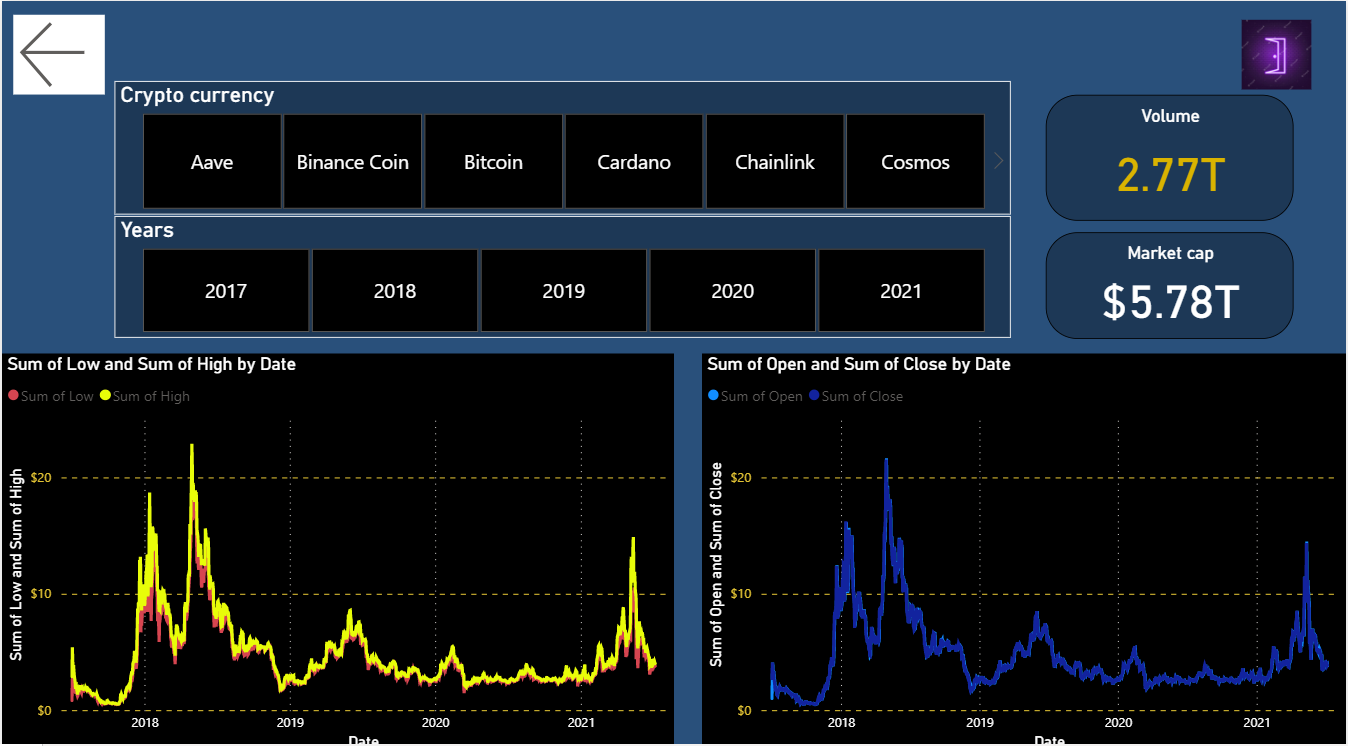 Crypto currency
Volume
Aave Binance Coin Bitcoin Cardano Chainlink Cosmos
2.77T
Years
Market cap
2017 2018 2019 2020 2021
$5.78T
Sum of Low and Sum of High by Date
Sum of Low Sum of High
Sum of Low and Sum of High
$20
$10
$0
2018 2019 2020 2021
Date
Sum of Open and Sum of Close by Date
Sum of Open Sum of Close
Sum of Open and Sum of Close
$20
$10
$0
2018 2019 2020 2021
Date